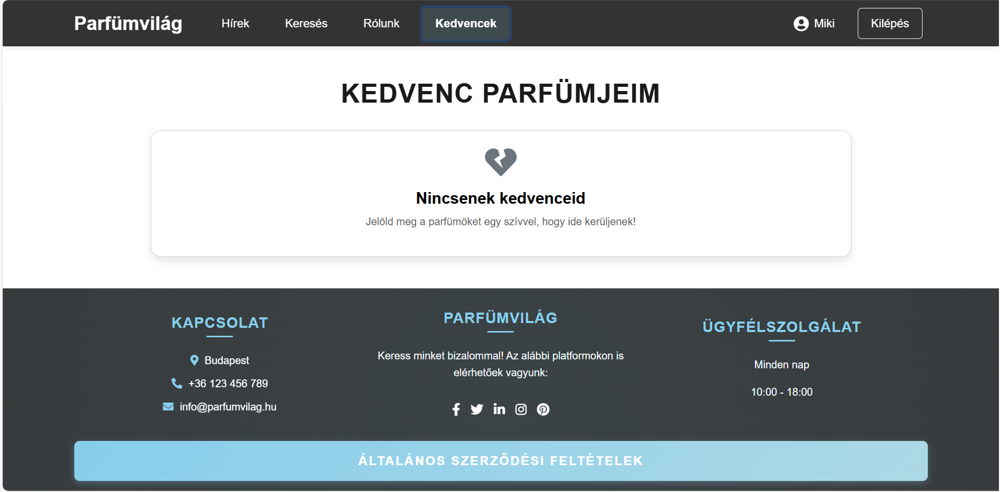 Parfümvilág
Hírek
Keresés
Rólunk
Kedvencek
Miki
Kilépés
KEDVENC PARFÜMJEIM
Nincsenek kedvenceid
Jelöld meg a parfümöket egy szívvel, hogy ide kerüljenek!
KAPCSOLAT
Budapest
+36 123 456 789
info@parfumvilag.hu
PARFÜMVILÁG
Keress minket bizalommal! Az alábbi platformokon is
elérhetőek vagyunk:
ÜGYFÉLSZOLGÁLAT
Minden nap
10:00 - 18:00
ÁLTALÁNOS SZERZŐDÉSI FELTÉTELEK